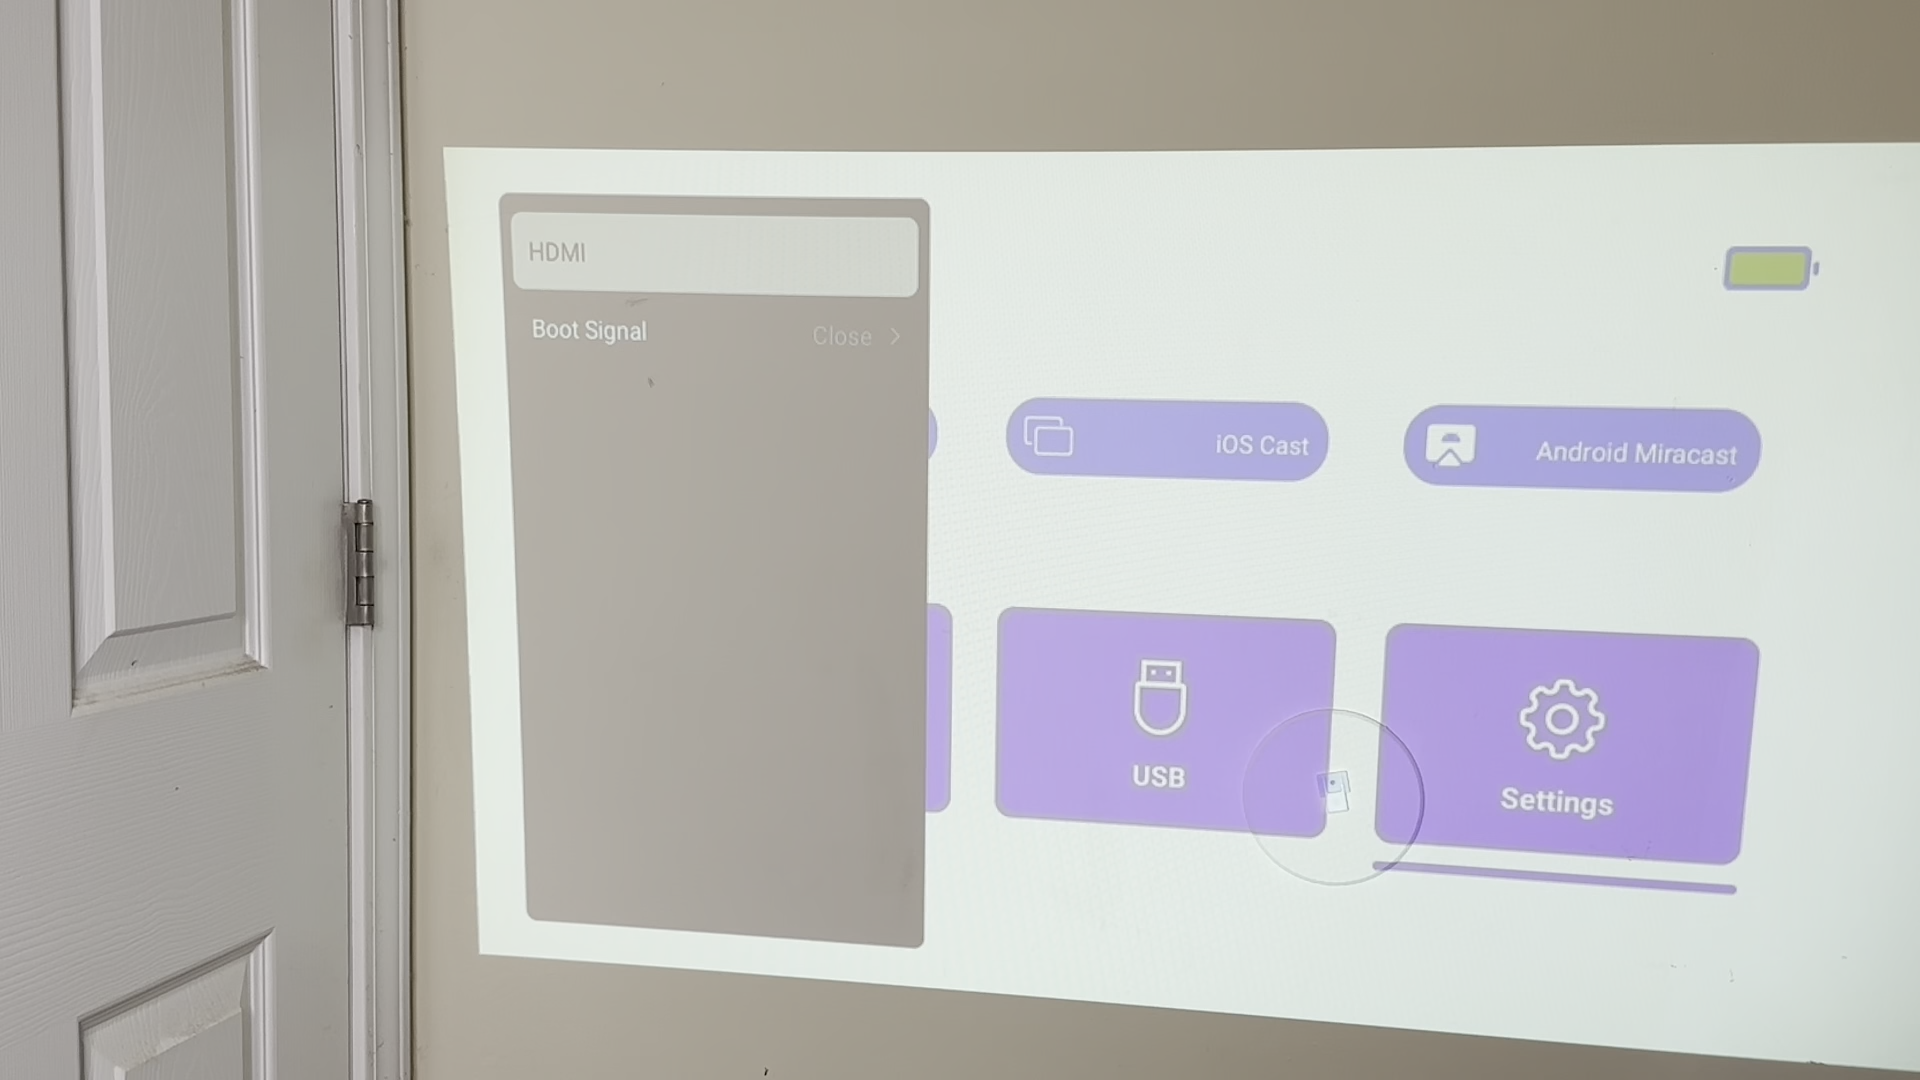 HDMI
Boot Signal Close
iOS Cast
Android Miracast
USB
Settings